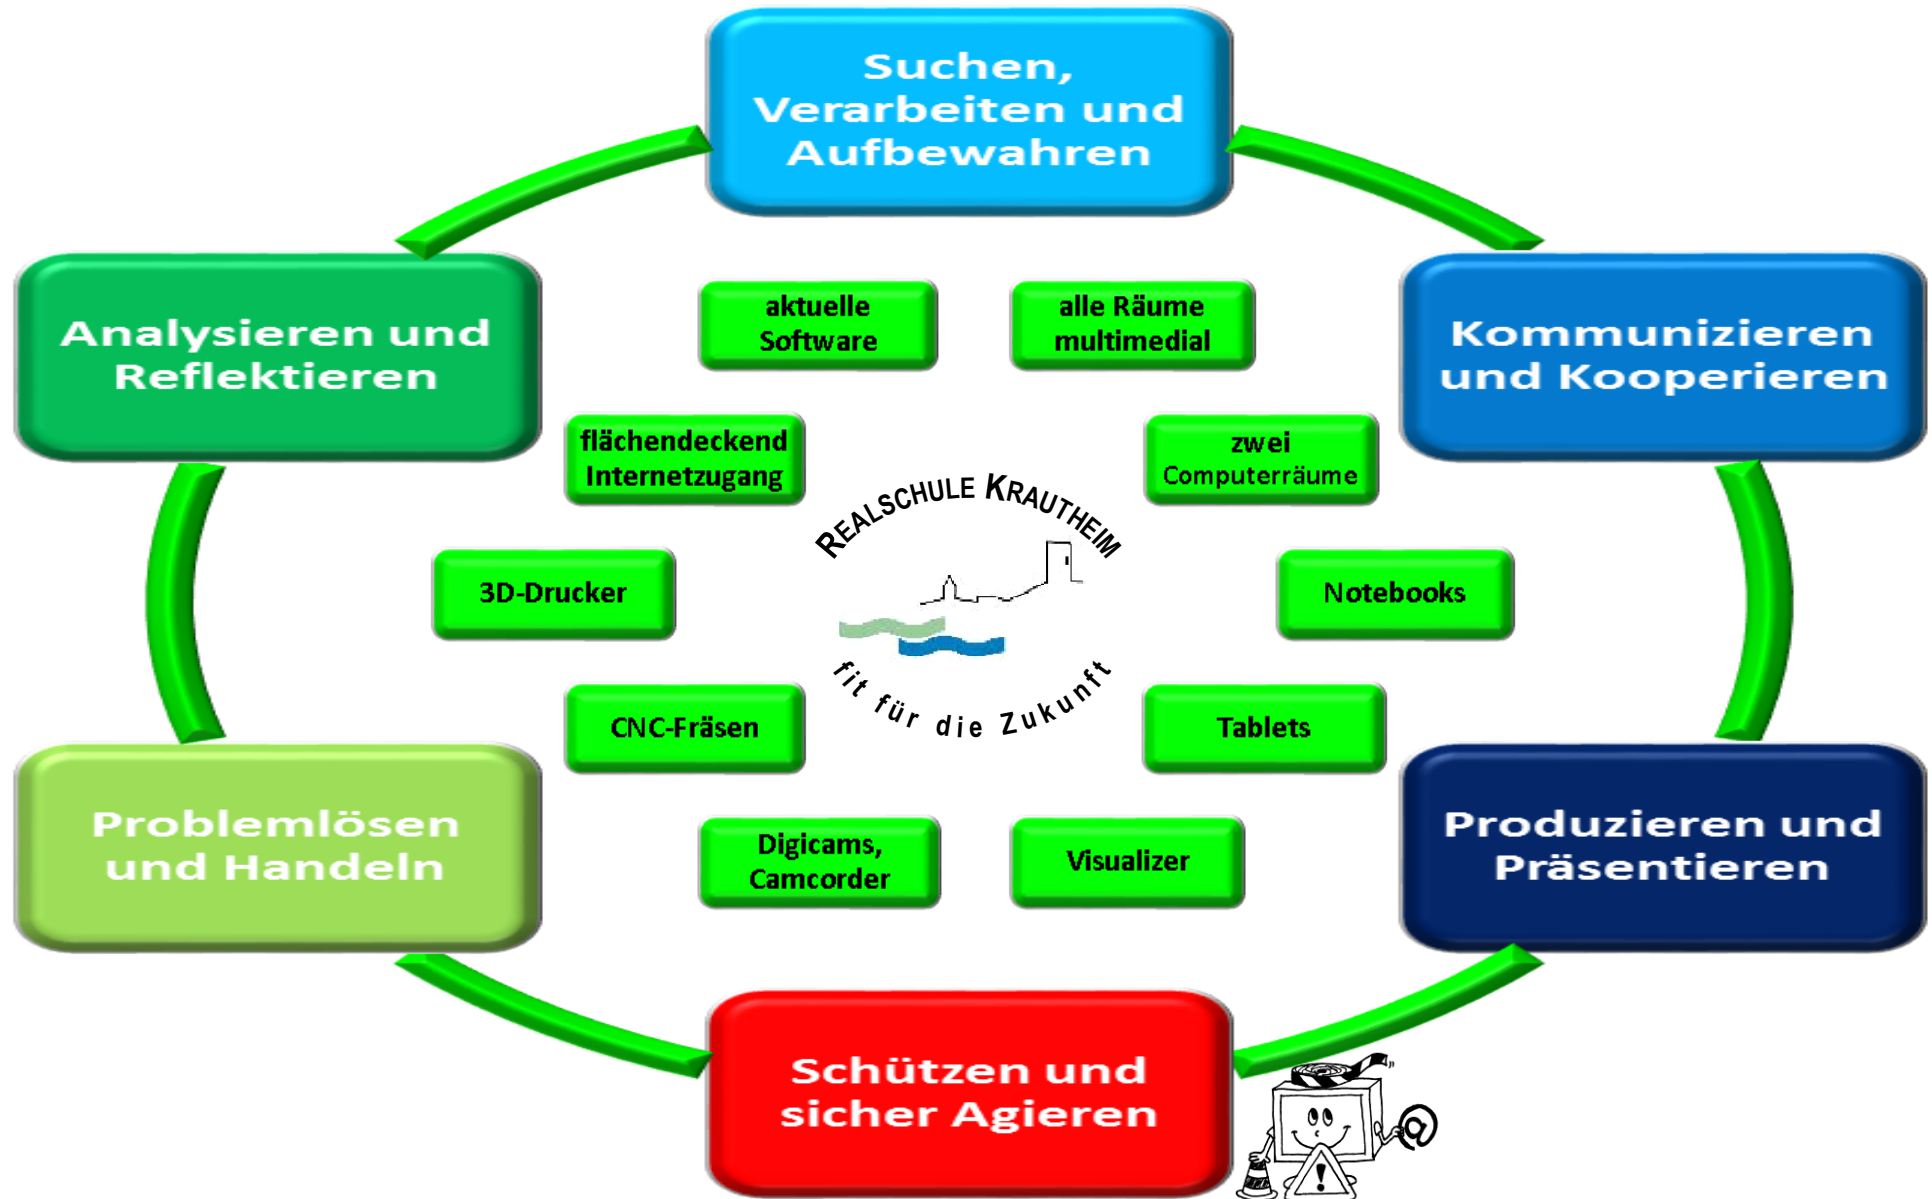 Suchen,
Verarbeiten und
Aufbewahren
Analysieren und
Reflektieren
Kommunizieren
und Kooperieren
aktuelle
Software
alle Räume
multimedial
flächendeckend
Internetzugang
zwei
Computerräume
REALSCHULE KRAUTHEIM
3D-Drucker
Notebooks
fit für die Zukunft
CNC-Fräsen
Tablets
Problemlösen
und Handeln
Produzieren und
Präsentieren
Digicams,
Camcorder
Visualizer
Schützen und
sicher Agieren
@
!